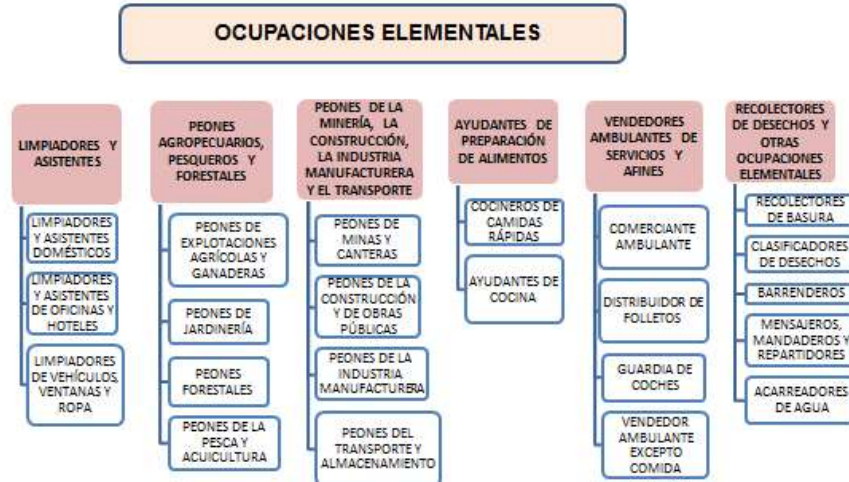 OCUPACIONES ELEMENTALES
LIMPIADORES Y
ASISTENTES
LIMPIADORES
Y ASISTENTES
DOMÉSTICOS
LIMPIADORES
Y ASISTENTES
DE OFICINAS Y
HOTELES
LIMPIADORES
DE VEHÍCULOS,
VENTANAS Y
ROPA
PEONES
AGROPECUARIOS,
PESQUEROS Y
FORESTALES
PEONES DE
EXPLOTACIONES
AGRÍCOLAS Y
GANADERAS
PEONES DE
JARDINERÍA
PEONES
FORESTALES
PEONES DE LA
PESCA Y
ACUICULTURA
PEONES DE LA
MINERÍA, LA
CONSTRUCCIÓN,
LA INDUSTRIA
MANUFACTURERA
Y EL TRANSPORTE
PEONES DE
MINAS Y
CANTERAS
PEONES DE LA
CONSTRUCCIÓN
Y DE OBRAS
PÚBLICAS
PEONES DE LA
INDUSTRIA
MANUFACTURERA
PEONES DEL
TRANSPORTE Y
ALMACENAMIENTO
AYUDANTES DE
PREPARACIÓN
DE ALIMENTOS
COCINEROS DE
CAMIDAS
RÁPIDAS
AYUDANTES DE
COCINA
VENDEDORES
AMBULANTES DE
SERVICIOS Y
AFINES
COMERCIANTE
AMBULANTE
DISTRIBUIDOR DE
FOLLETOS
GUARDIA DE
COCHES
VENDEDOR
AMBULANTE
EXCEPTO
COMIDA
RECOLECTORES
DE DESECHOS Y
OTRAS
OCUPACIONES
ELEMENTALES
RECOLECTORES
DE BASURA
CLASIFICADORES
DE DESECHOS
BARRENDEROS
MENSAJEROS,
MANDADEROS Y
REPARTIDORES
ACARREADORES
DE AGUA